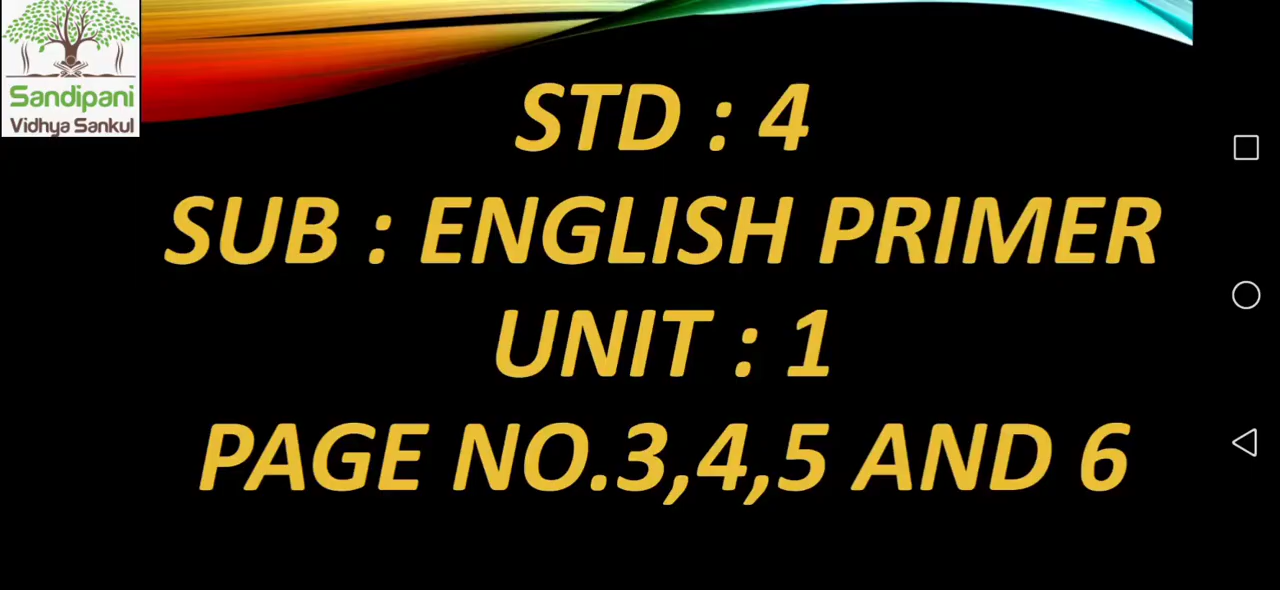 Sandipani
Vidhya Sankul
STD : 4
SUB : ENGLISH PRIMER
UNIT : 1
PAGE NO.3,4,5 AND 6